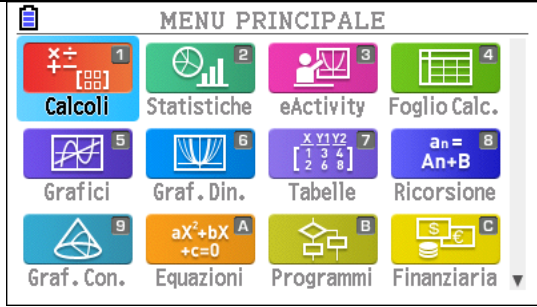 MENU PRINCIPALE
×÷ 1
+− [88]
2
3
4
Calcoli Statistiche eActivity Foglio Calc.
5
6
X Y1Y2 7
1 3 4
2 6 8
an= 8
An+B
Grafici Graf.Din. Tabelle Ricorsione
9
aX²+bX A
+c=0
B
$ € C
Graf.Con. Equazioni Programmi Finanziaria